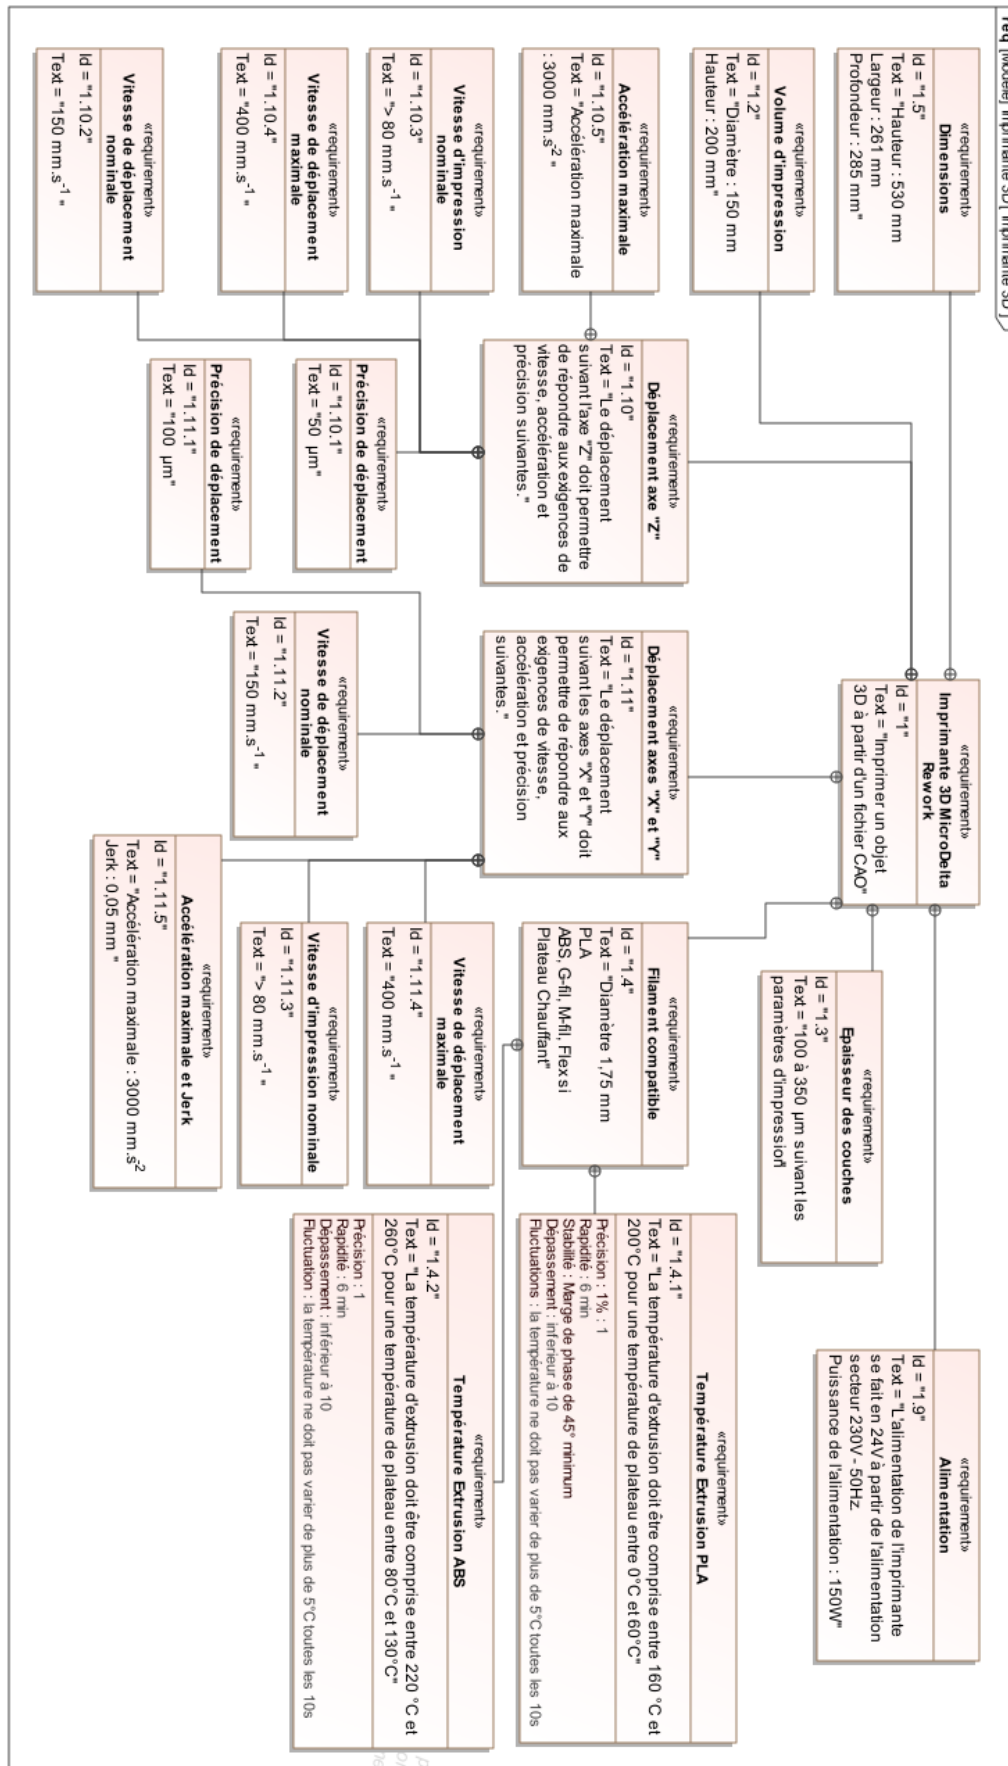 req [Modèle] Imprimante 3D [ Imprimante 3D ]
«requirement»
Dimensions
Id = "1.5"
Text = "Hauteur : 530 mm
Largeur : 261 mm
Profondeur : 285 mm"
«requirement»
Imprimante 3D MicroDelta
Rework
Id = "1"
Text = "Imprimer un objet
3D à partir d'un fichier CAO"
«requirement»
Alimentation
Id = "1.9"
Text = "L'alimentation de l'imprimante
se fait en 24V à partir de l'alimentation
secteur 230V - 50Hz.
Puissance de l'alimentation : 150W"
«requirement»
Volume d'impression
Id = "1.2"
Text = "Diamètre : 150 mm
Hauteur : 200 mm"
«requirement»
Epaisseur des couches
Id = "1.3"
Text = "100 à 350 µm suivant les
paramètres d'impression"
«requirement»
Accélération maximale
Id = "1.10.5"
Text = "Accélération maximale
: 3000 mm.s⁻² "
«requirement»
Déplacement axe "Z"
Id = "1.10"
Text = "Le déplacement
suivant l'axe "Z" doit permettre
de répondre aux exigences de
vitesse, accélération et
précision suivantes."
«requirement»
Déplacement axes "X" et "Y"
Id = "1.11"
Text = "Le déplacement
suivant les axes "X" et "Y" doit
permettre de répondre aux
exigences de vitesse,
accélération et précision
suivantes."
«requirement»
Filament compatible
Id = "1.4"
Text = "Diamètre 1,75 mm
PLA
ABS, G-fil, M-fil, Flex si
Plateau Chauffant"
«requirement»
Température Extrusion PLA
Id = "1.4.1"
Text = "La température d'extrusion doit être comprise entre 160 °C et
200°C pour une température de plateau entre 0°C et 60°C"
Précision : 1% : 1
Rapidité : 6 min
Stabilité : Marge de phase de 45° minimum
Dépassement : inferieur à 10
Fluctuations : la température ne doit pas varier de plus de 5°C toutes les 10s
«requirement»
Vitesse d'impression
nominale
Id = "1.10.3"
Text = "> 80 mm.s⁻¹ "
«requirement»
Précision de déplacement
Id = "1.10.1"
Text = "50 µm"
«requirement»
Vitesse de déplacement
maximale
Id = "1.11.4"
Text = "400 mm.s⁻¹ "
«requirement»
Température Extrusion ABS
Id = "1.4.2"
Text = "La température d'extrusion doit être comprise entre 220 °C et
260°C pour une température de plateau entre 80°C et 130°C"
Précision : 1
Rapidité : 6 min
Dépassement : inférieur à 10
Fluctuation : la température ne doit pas varier de plus de 5°C toutes les 10s
«requirement»
Vitesse de déplacement
maximale
Id = "1.10.4"
Text = "400 mm.s⁻¹ "
«requirement»
Vitesse de déplacement
nominale
Id = "1.11.2"
Text = "150 mm.s⁻¹ "
«requirement»
Vitesse d'impression nominale
Id = "1.11.3"
Text = "> 80 mm.s⁻¹ "
«requirement»
Vitesse de déplacement
nominale
Id = "1.10.2"
Text = "150 mm.s⁻¹ "
«requirement»
Précision de déplacement
Id = "1.11.1"
Text = "100 µm"
«requirement»
Accélération maximale et Jerk
Id = "1.11.5"
Text = "Accélération maximale : 3000 mm.s⁻²
Jerk : 0,05 mm "